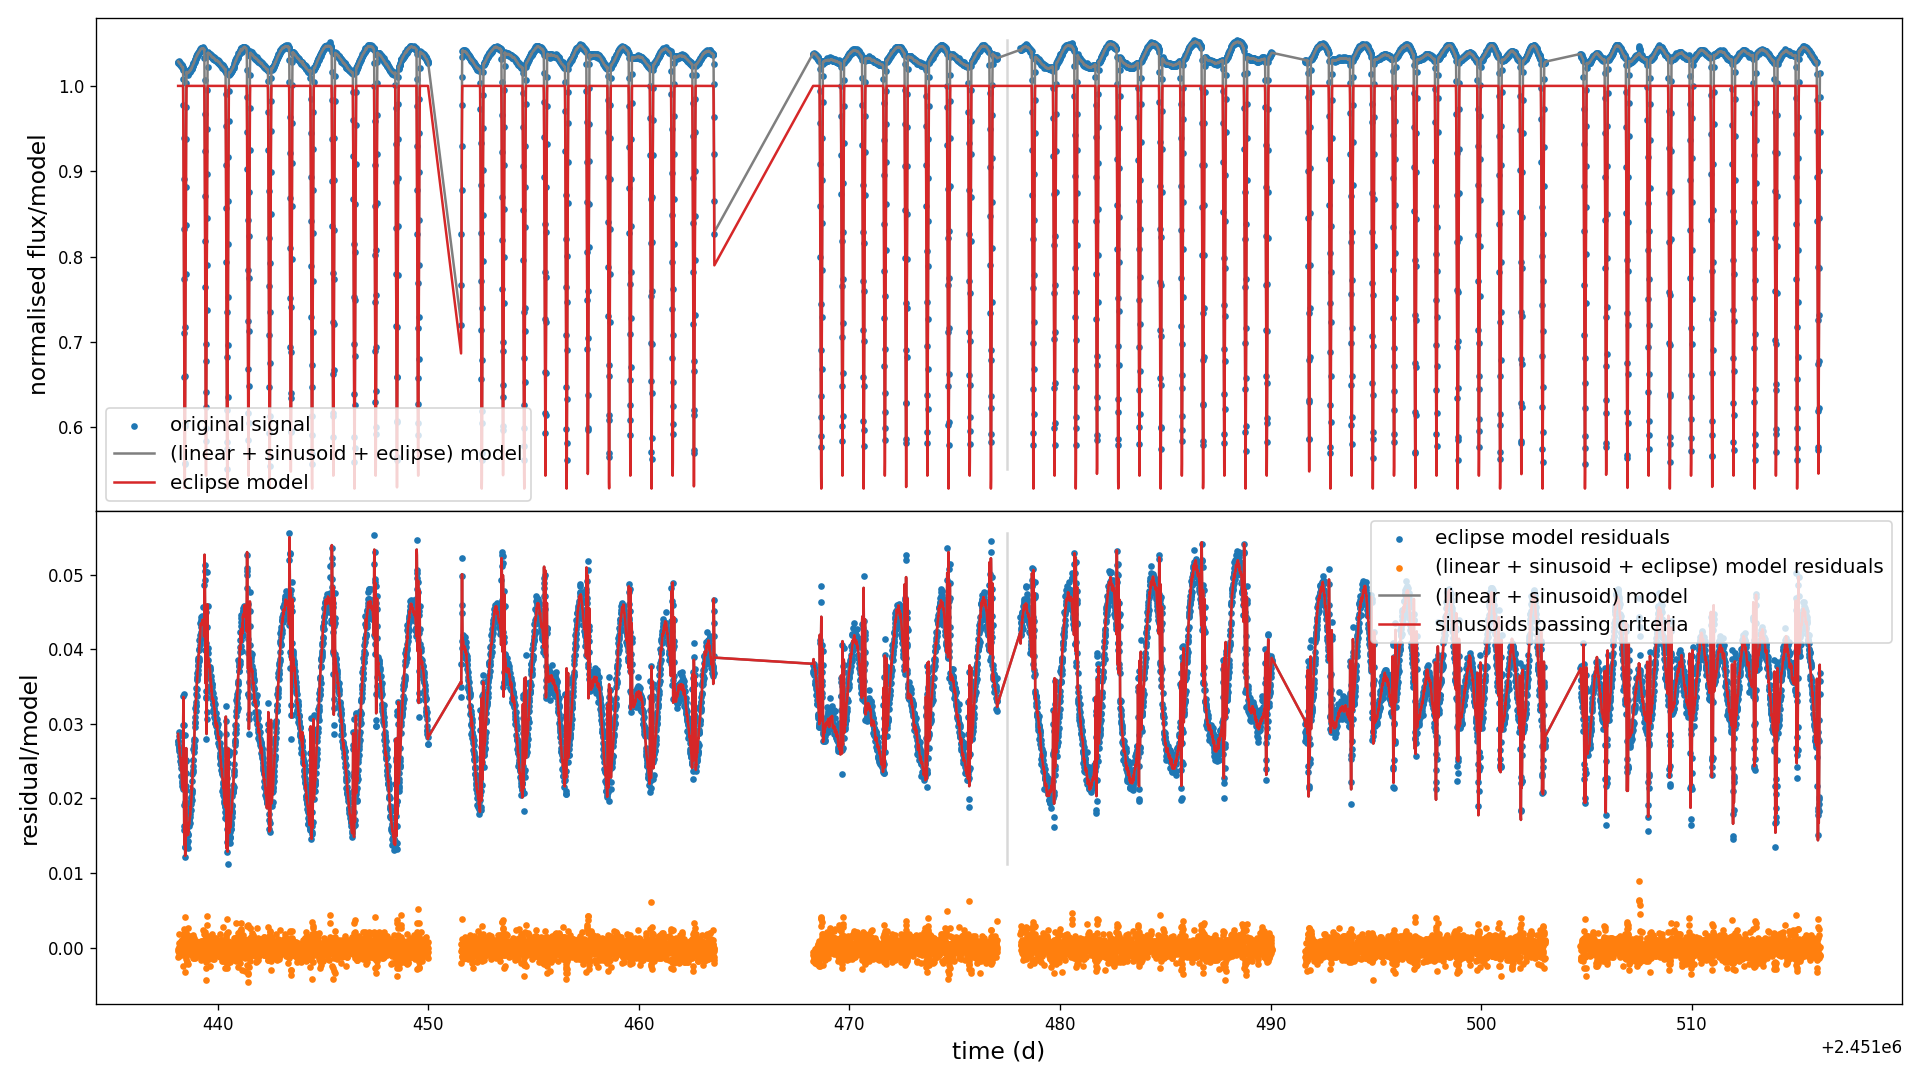 normalised flux/model
1.0
0.9
0.8
0.7
0.6
original signal
(linear + sinusoid + eclipse) model
eclipse model
residual/model
0.05
0.04
0.03
0.02
0.01
0.00
eclipse model residuals
(linear + sinusoid + eclipse) model residuals
(linear + sinusoid) model
sinusoids passing criteria
440 450 460 470 480 490 500 510
time (d)
+2.451e6